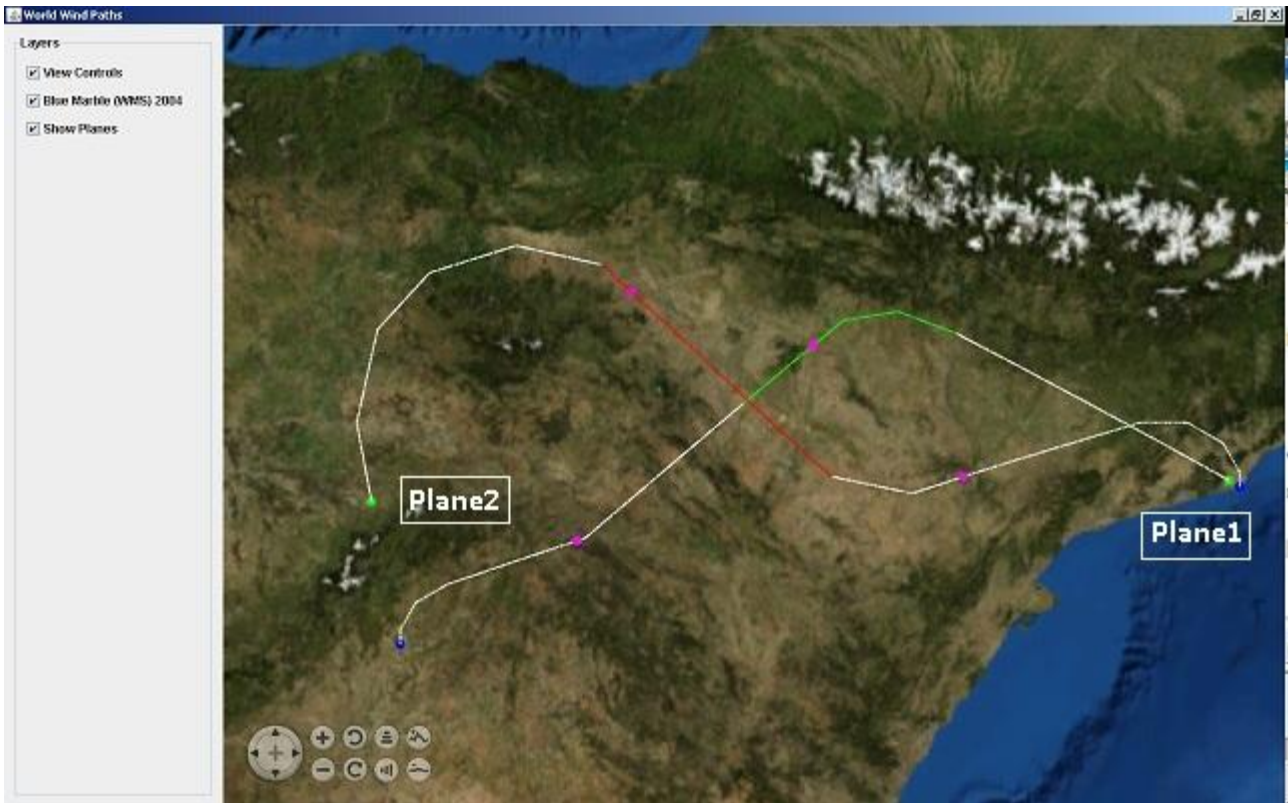 World Wind Paths
Layers
View Controls
Blue Marble (WMS) 2004
Show Planes
Plane2
Plane1